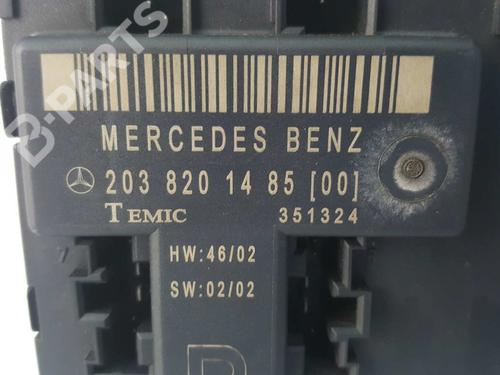 B-PARTS
MERCEDES BENZ
203 820 14 85 [00]
TEMIC 351324
HW:46/02
SW:02/02